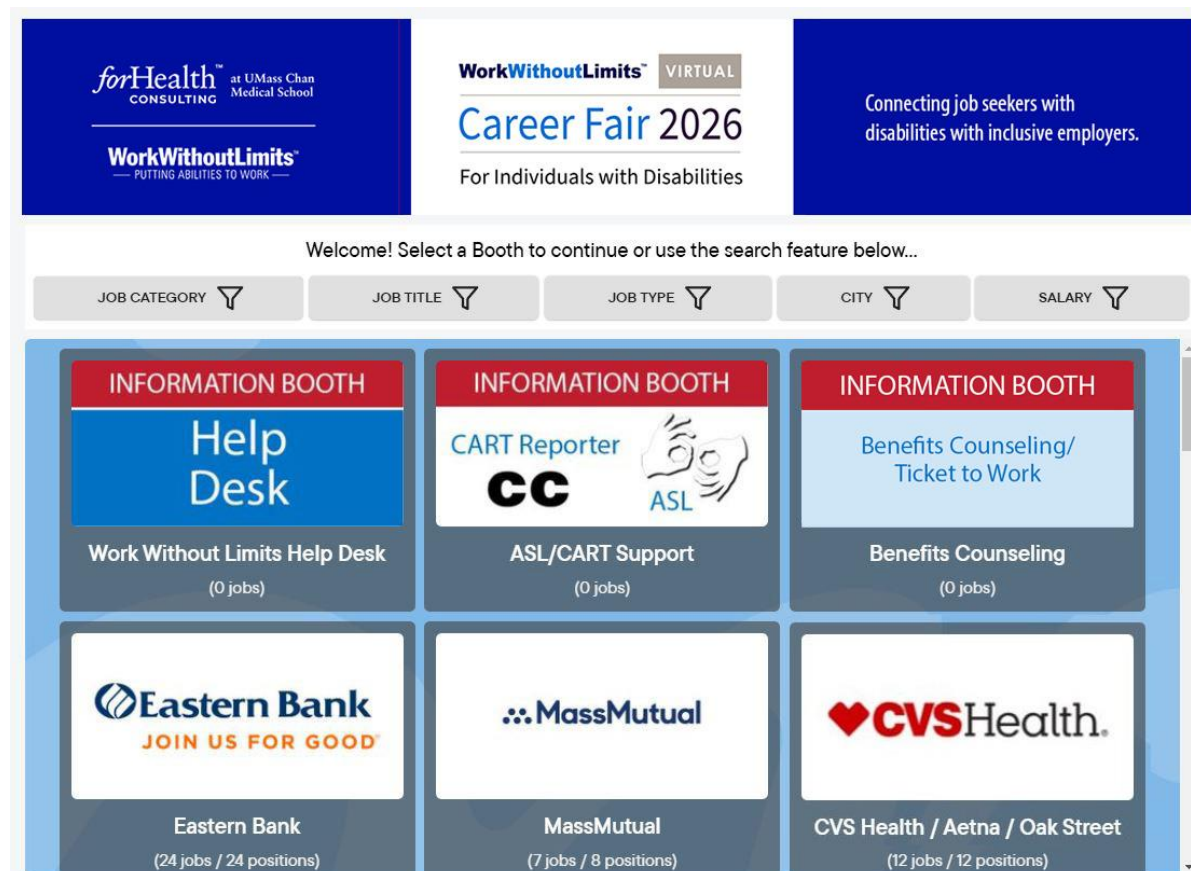 forHealth™ at UMass Chan
CONSULTING Medical School
WorkWithoutLimits™
— PUTTING ABILITIES TO WORK —
WorkWithoutLimits™ VIRTUAL
Career Fair 2026
For Individuals with Disabilities
Connecting job seekers with
disabilities with inclusive employers.
Welcome! Select a Booth to continue or use the search feature below...
JOB CATEGORY JOB TITLE JOB TYPE CITY SALARY
INFORMATION BOOTH
Help
Desk
Work Without Limits Help Desk
(0 jobs)
INFORMATION BOOTH
CART Reporter
CC
ASL
ASL/CART Support
(0 jobs)
INFORMATION BOOTH
Benefits Counseling/
Ticket to Work
Benefits Counseling
(0 jobs)
Eastern Bank
JOIN US FOR GOOD
Eastern Bank
(24 jobs / 24 positions)
MassMutual
MassMutual
(7 jobs / 8 positions)
CVSHealth.
CVS Health / Aetna / Oak Street
(12 jobs / 12 positions)